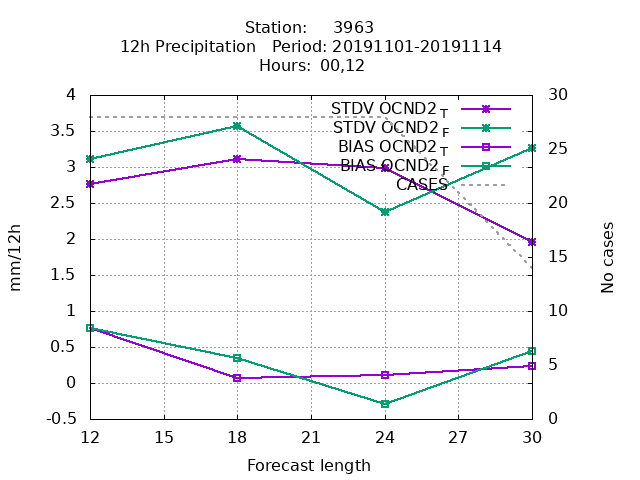 Station: 3963
12h Precipitation Period: 20191101-20191114
Hours: 00,12
4
3.5
3
2.5
2
1.5
1
0.5
0
-0.5
mm/12h
STDV OCND2 T
STDV OCND2 F
BIAS OCND2 T
BIAS OCND2 F
CASES
30
25
20
15
10
5
0
No cases
12 15 18 21 24 27 30
Forecast length